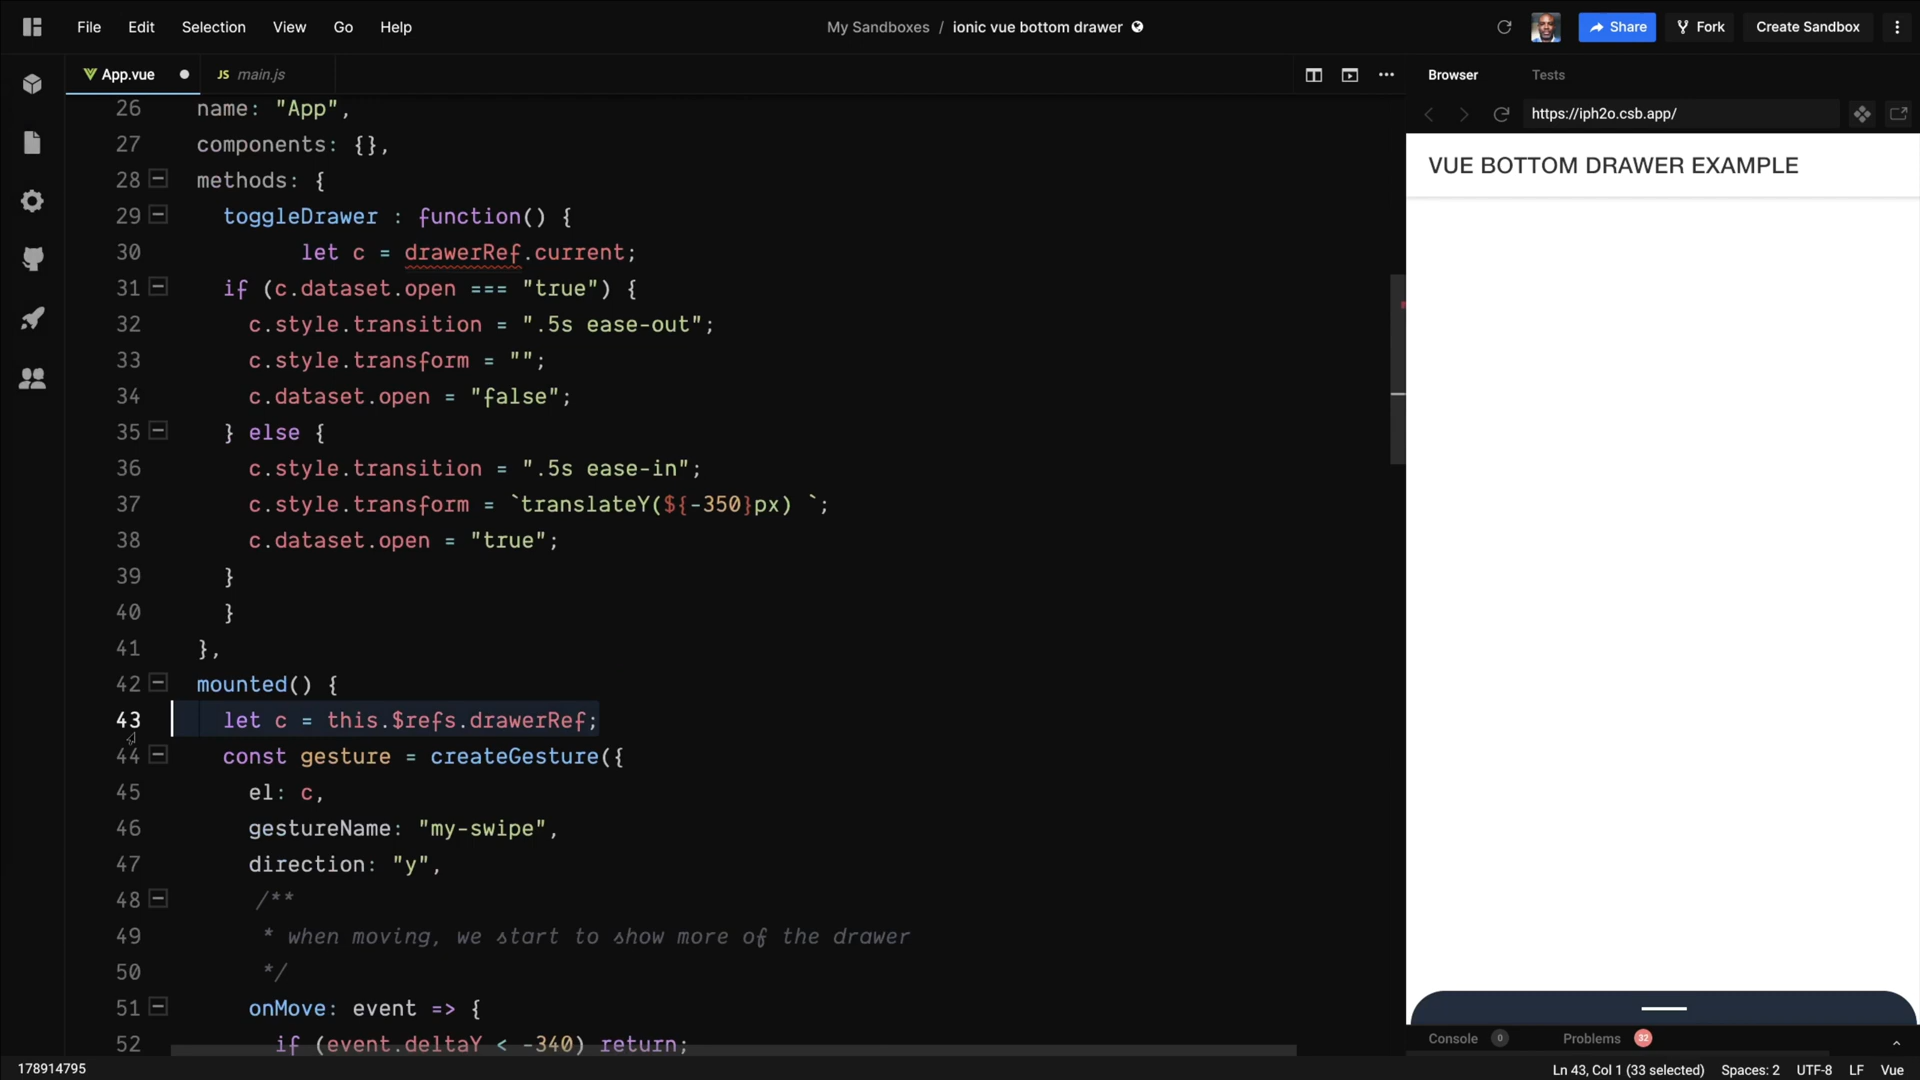 File Edit Selection View Go Help My Sandboxes / ionic vue bottom drawer Share Fork Create Sandbox
App.vue JS main.js Browser Tests
https://iph2o.csb.app/
VUE BOTTOM DRAWER EXAMPLE
26 name: "App",
27 components: {},
28 methods: {
29 toggleDrawer : function() {
30 let c = drawerRef.current;
31 if (c.dataset.open === "true") {
32 c.style.transition = ".5s ease-out";
33 c.style.transform = "";
34 c.dataset.open = "false";
35 } else {
36 c.style.transition = ".5s ease-in";
37 c.style.transform = `translateY(${-350}px) `;
38 c.dataset.open = "true";
39 }
40 }
41 },
42 mounted() {
43 let c = this.$refs.drawerRef;
44 const gesture = createGesture({
45 el: c,
46 gestureName: "my-swipe",
47 direction: "y",
48 /**
49 * when moving, we start to show more of the drawer
50 */
51 onMove: event => {
52 if (event.deltaY < -340) return;
Console 0 Problems 32
178914795 Ln 43, Col 1 (33 selected) Spaces: 2 UTF-8 LF Vue